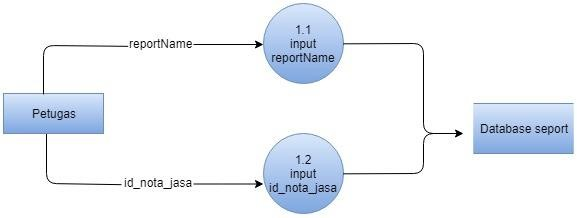 reportName
1.1
input
reportName
Petugas
Database seport
id_nota_jasa
1.2
input
id_nota_jasa